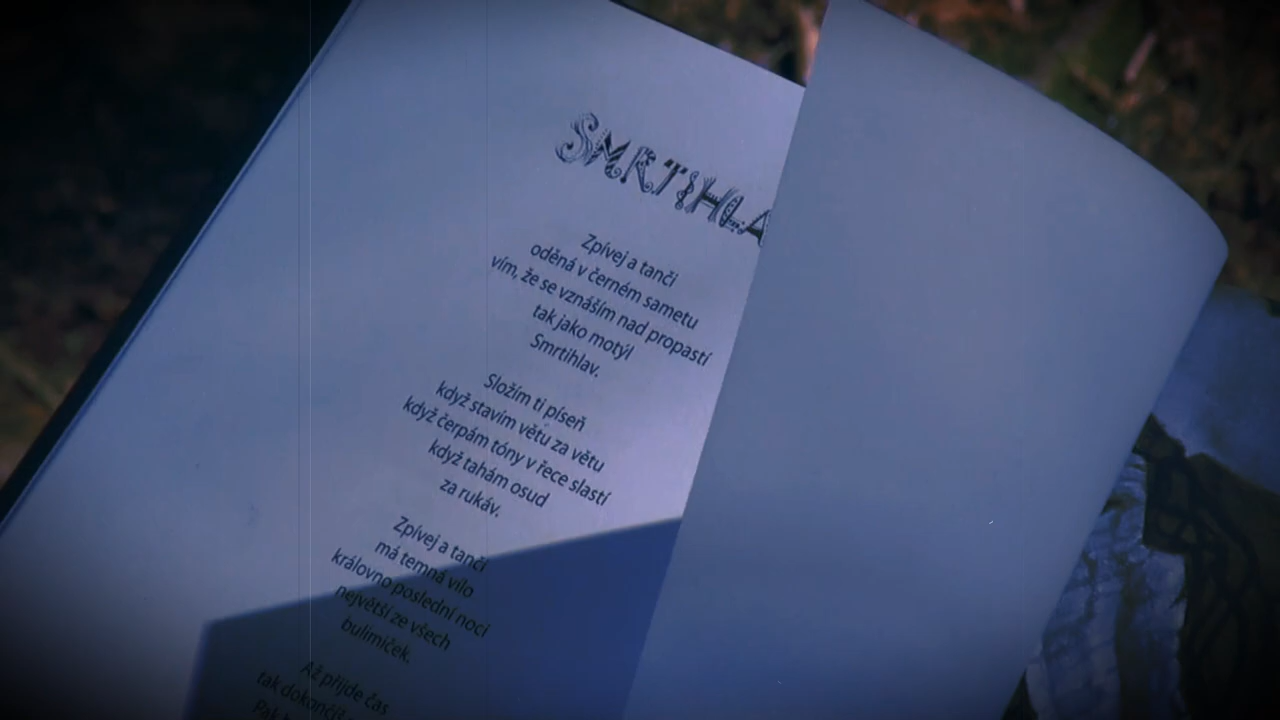 SMRTIHLA
Zpívej a tanči
oděná v černém sametu
vím, že se vznáším nad propastí
tak jako motýl
Smrtihlav.
Složím ti píseň
když stavím větu za větu
když čerpám tóny v řece slastí
když tahám osud
za rukáv.
Zpívej a tanči
má temná vílo
královno poslední noci
největší ze všech
bulimiček.
Až přijde čas
tak dokončíš